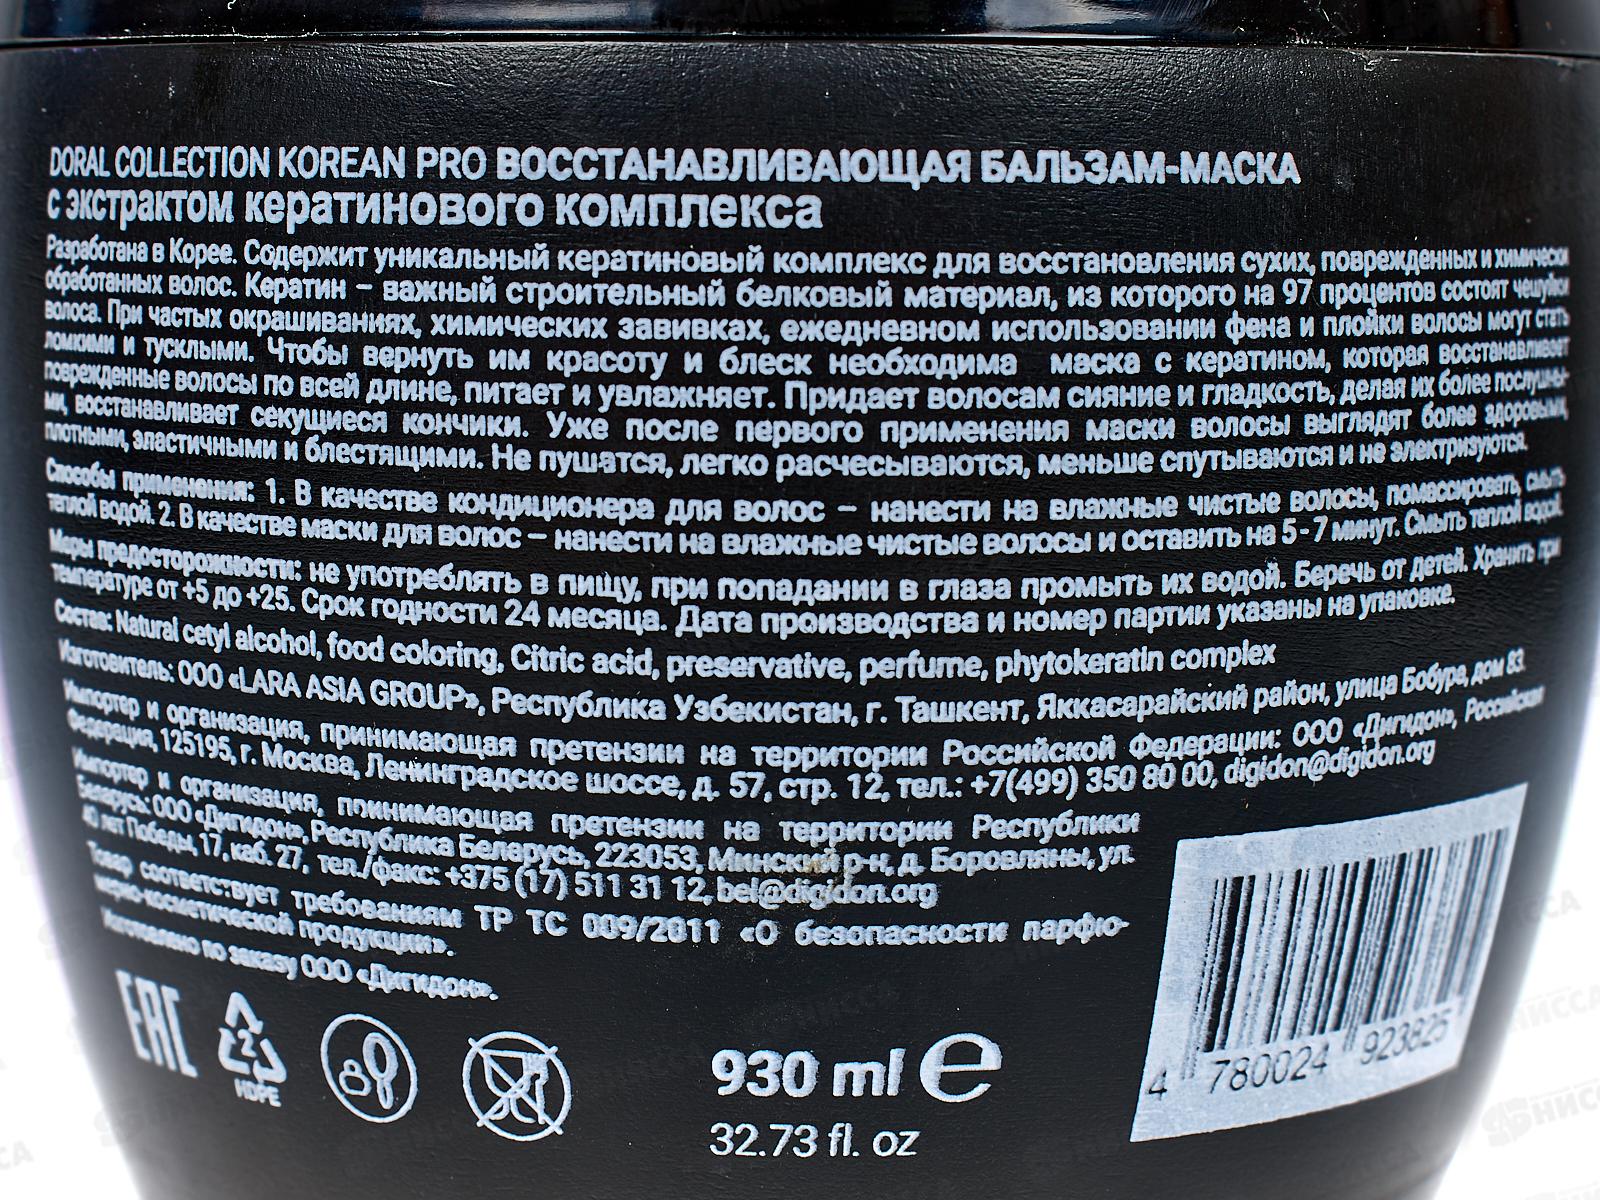 DORAL COLLECTION KOREAN PRO ВОССТАНАВЛИВАЮЩАЯ БАЛЬЗАМ-МАСКА
с экстрактом кератинового комплекса
Разработана в Корее. Содержит уникальный кератиновый комплекс для восстановления сухих, поврежденных и химически
обработанных волос. Кератин – важный строительный белковый материал, из которого на 97 процентов состоят чешуйки
волоса. При частых окрашиваниях, химических завивках, ежедневном использовании фена и плойки волосы могут стать
ломкими и тусклыми. Чтобы вернуть им красоту и блеск необходима маска с кератином, которая восстанавливает
поврежденные волосы по всей длине, питает и увлажняет. Придает волосам сияние и гладкость, делая их более послушны-
ми, восстанавливает секущиеся кончики. Уже после первого применения маски волосы выглядят более здоровыми,
плотными, эластичными и блестящими. Не пушатся, легко расчесываются, меньше спутываются и не электризуются.
Способы применения: 1. В качестве кондиционера для волос – нанести на влажные чистые волосы, помассировать, смыть
теплой водой. 2. В качестве маски для волос – нанести на влажные чистые волосы и оставить на 5 - 7 минут. Смыть теплой водой.
Меры предосторожности: не употреблять в пищу, при попадании в глаза промыть их водой. Беречь от детей. Хранить при
температуре от +5 до +25. Срок годности 24 месяца. Дата производства и номер партии указаны на упаковке.
Состав: Natural cetyl alcohol, food coloring, Citric acid, preservative, perfume, phytokeratin complex
Изготовитель: ООО «LARA ASIA GROUP», Республика Узбекистан, г. Ташкент, Яккасарайский район, улица Бобура, дом 83.
Импортер и организация, принимающая претензии на территории Российской Федерации: ООО «Дигидон», Российская
Федерация, 125195, г. Москва, Ленинградское шоссе, д. 57, стр. 12, тел.: +7(499) 350 80 00, digidon@digidon.org
Импортер и организация, принимающая претензии на территории Республики
Беларусь: ООО «Дигидон», Республика Беларусь, 223053, Минский р-н, д. Боровляны, ул.
40 лет Победы, 17, каб. 27, тел./факс: +375 (17) 511 31 12, bel@digidon.org
Товар соответствует требованиям ТР ТС 009/2011 «О безопасности парфю-
мерно-косметической продукции».
Изготовлено по заказу ООО «Дигидон».
EAC
2
HDPE
930 ml e
32.73 fl. oz
4 780024 923825
НИССА